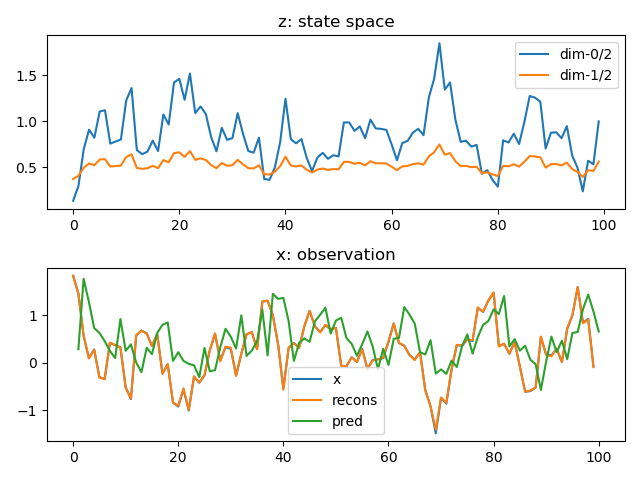 z: state space
dim-0/2
dim-1/2
1.5
1.0
0.5
0 20 40 60 80 100
x: observation
1
0
−1
x
recons
pred
0 20 40 60 80 100